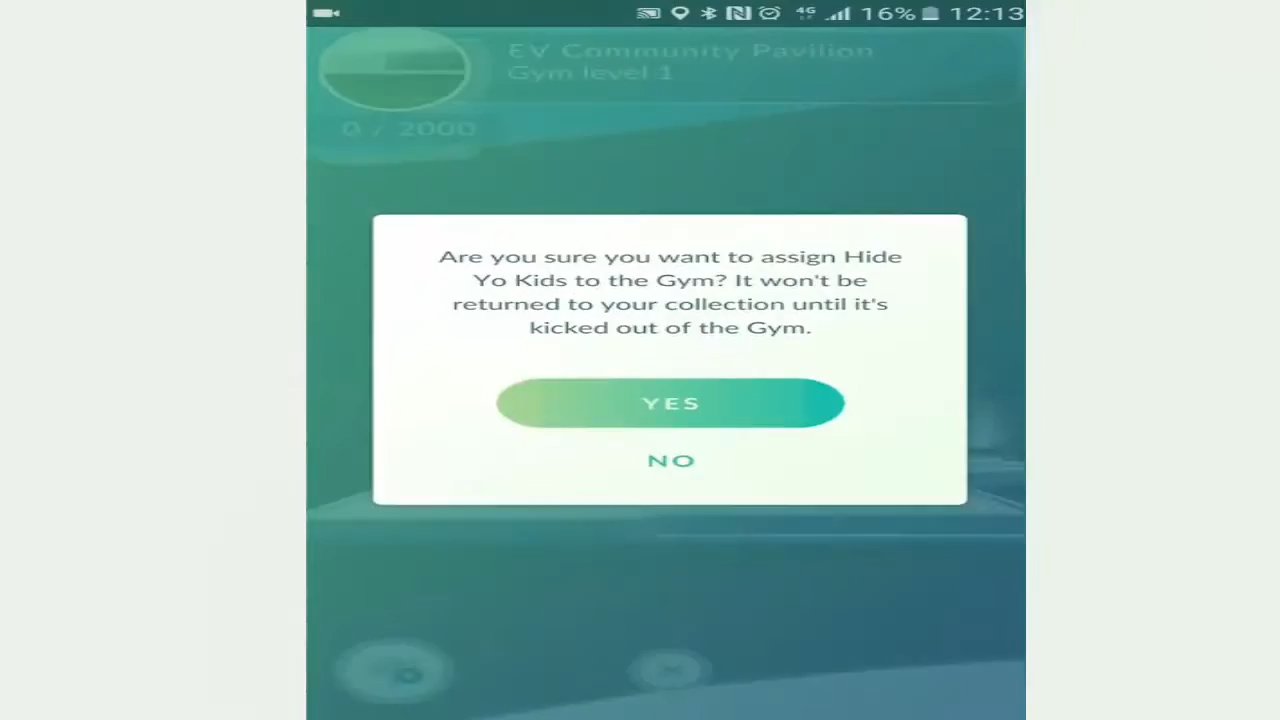 4G 16% 12:13
EV Community Pavilion
Gym level 1
0 / 2000
Are you sure you want to assign Hide
Yo Kids to the Gym? It won't be
returned to your collection until it's
kicked out of the Gym.
YES
NO